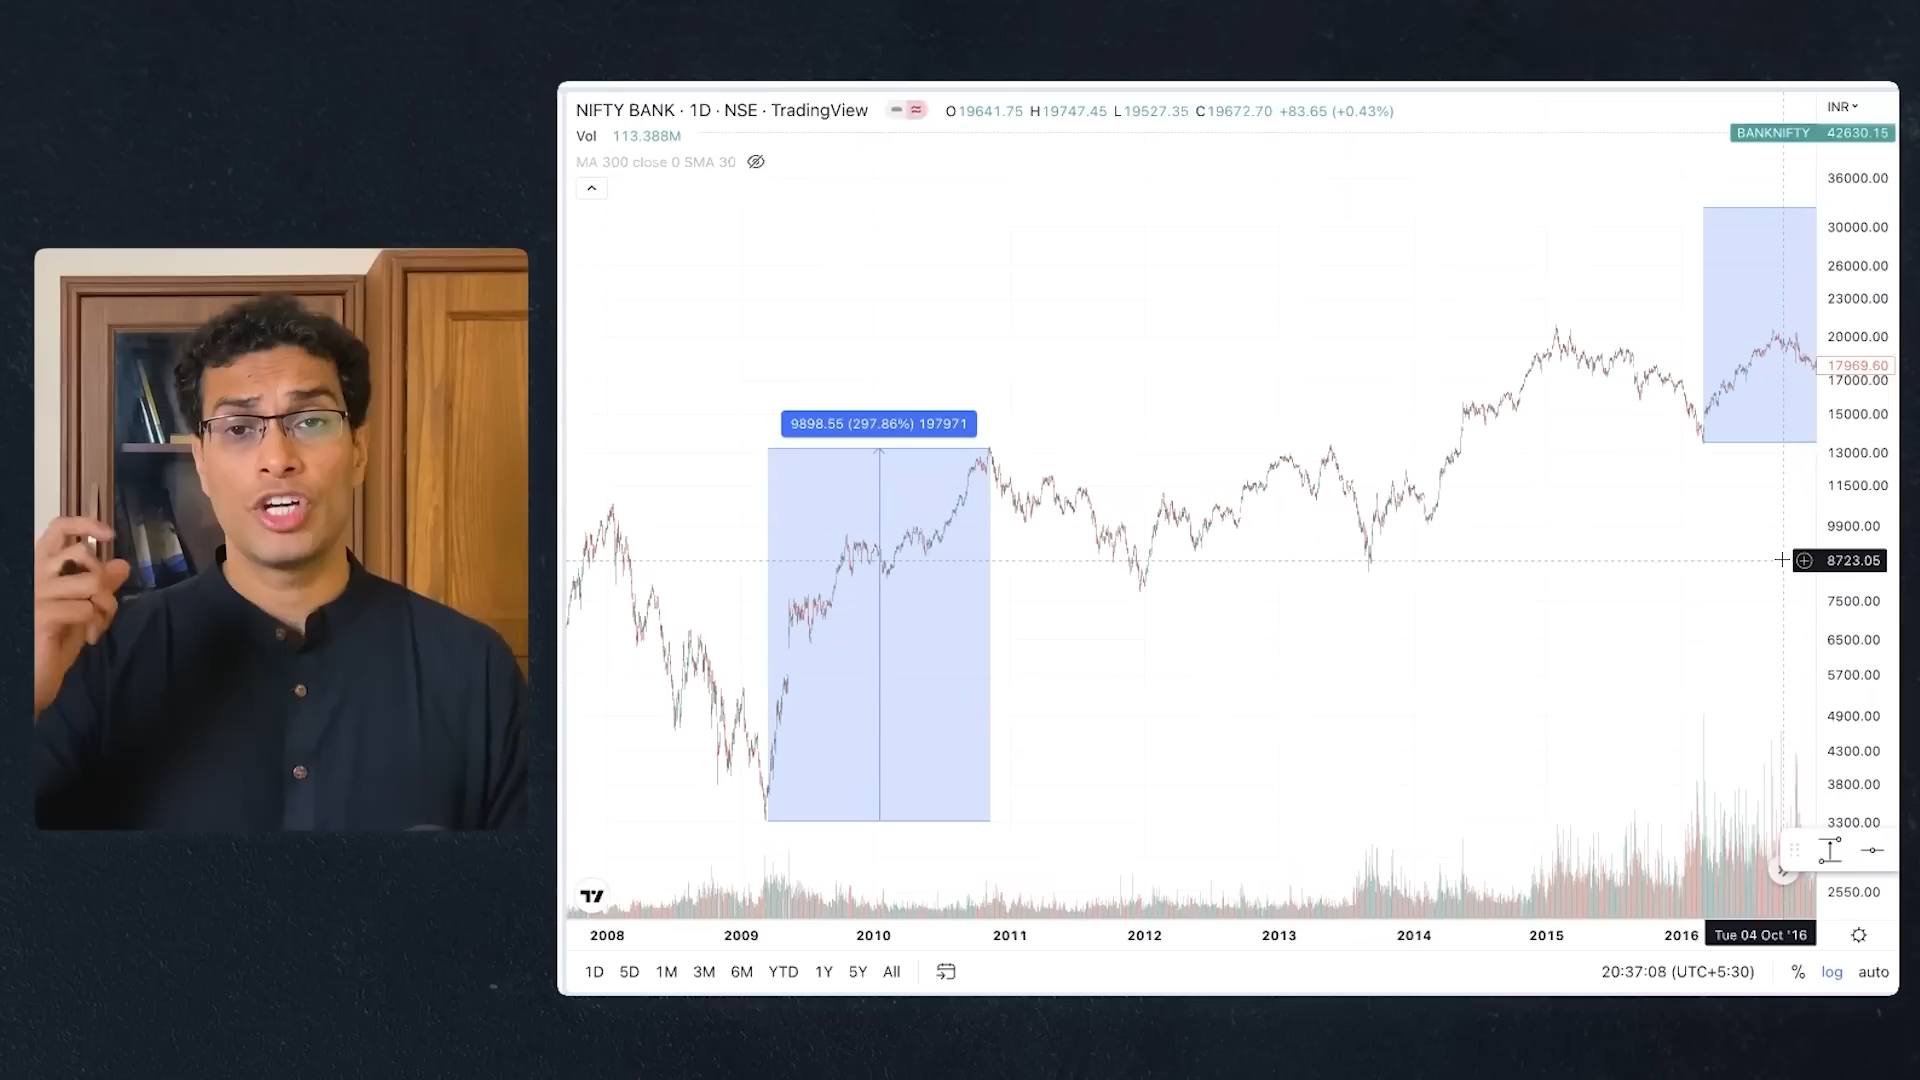 NIFTY BANK · 1D · NSE · TradingView O19641.75 H19747.45 L19527.35 C19672.70 +83.65 (+0.43%)
INR
Vol 113.388M
BANKNIFTY 42630.15
MA 300 close 0 SMA 30
36000.00
30000.00
26000.00
23000.00
20000.00
17969.60
17000.00
15000.00
9898.55 (297.86%) 197971
13000.00
11500.00
9900.00
8723.05
7500.00
6500.00
5700.00
4900.00
4300.00
3800.00
3300.00
2550.00
2008 2009 2010 2011 2012 2013 2014 2015 2016 Tue 04 Oct '16
1D 5D 1M 3M 6M YTD 1Y 5Y All 20:37:08 (UTC+5:30) % log auto